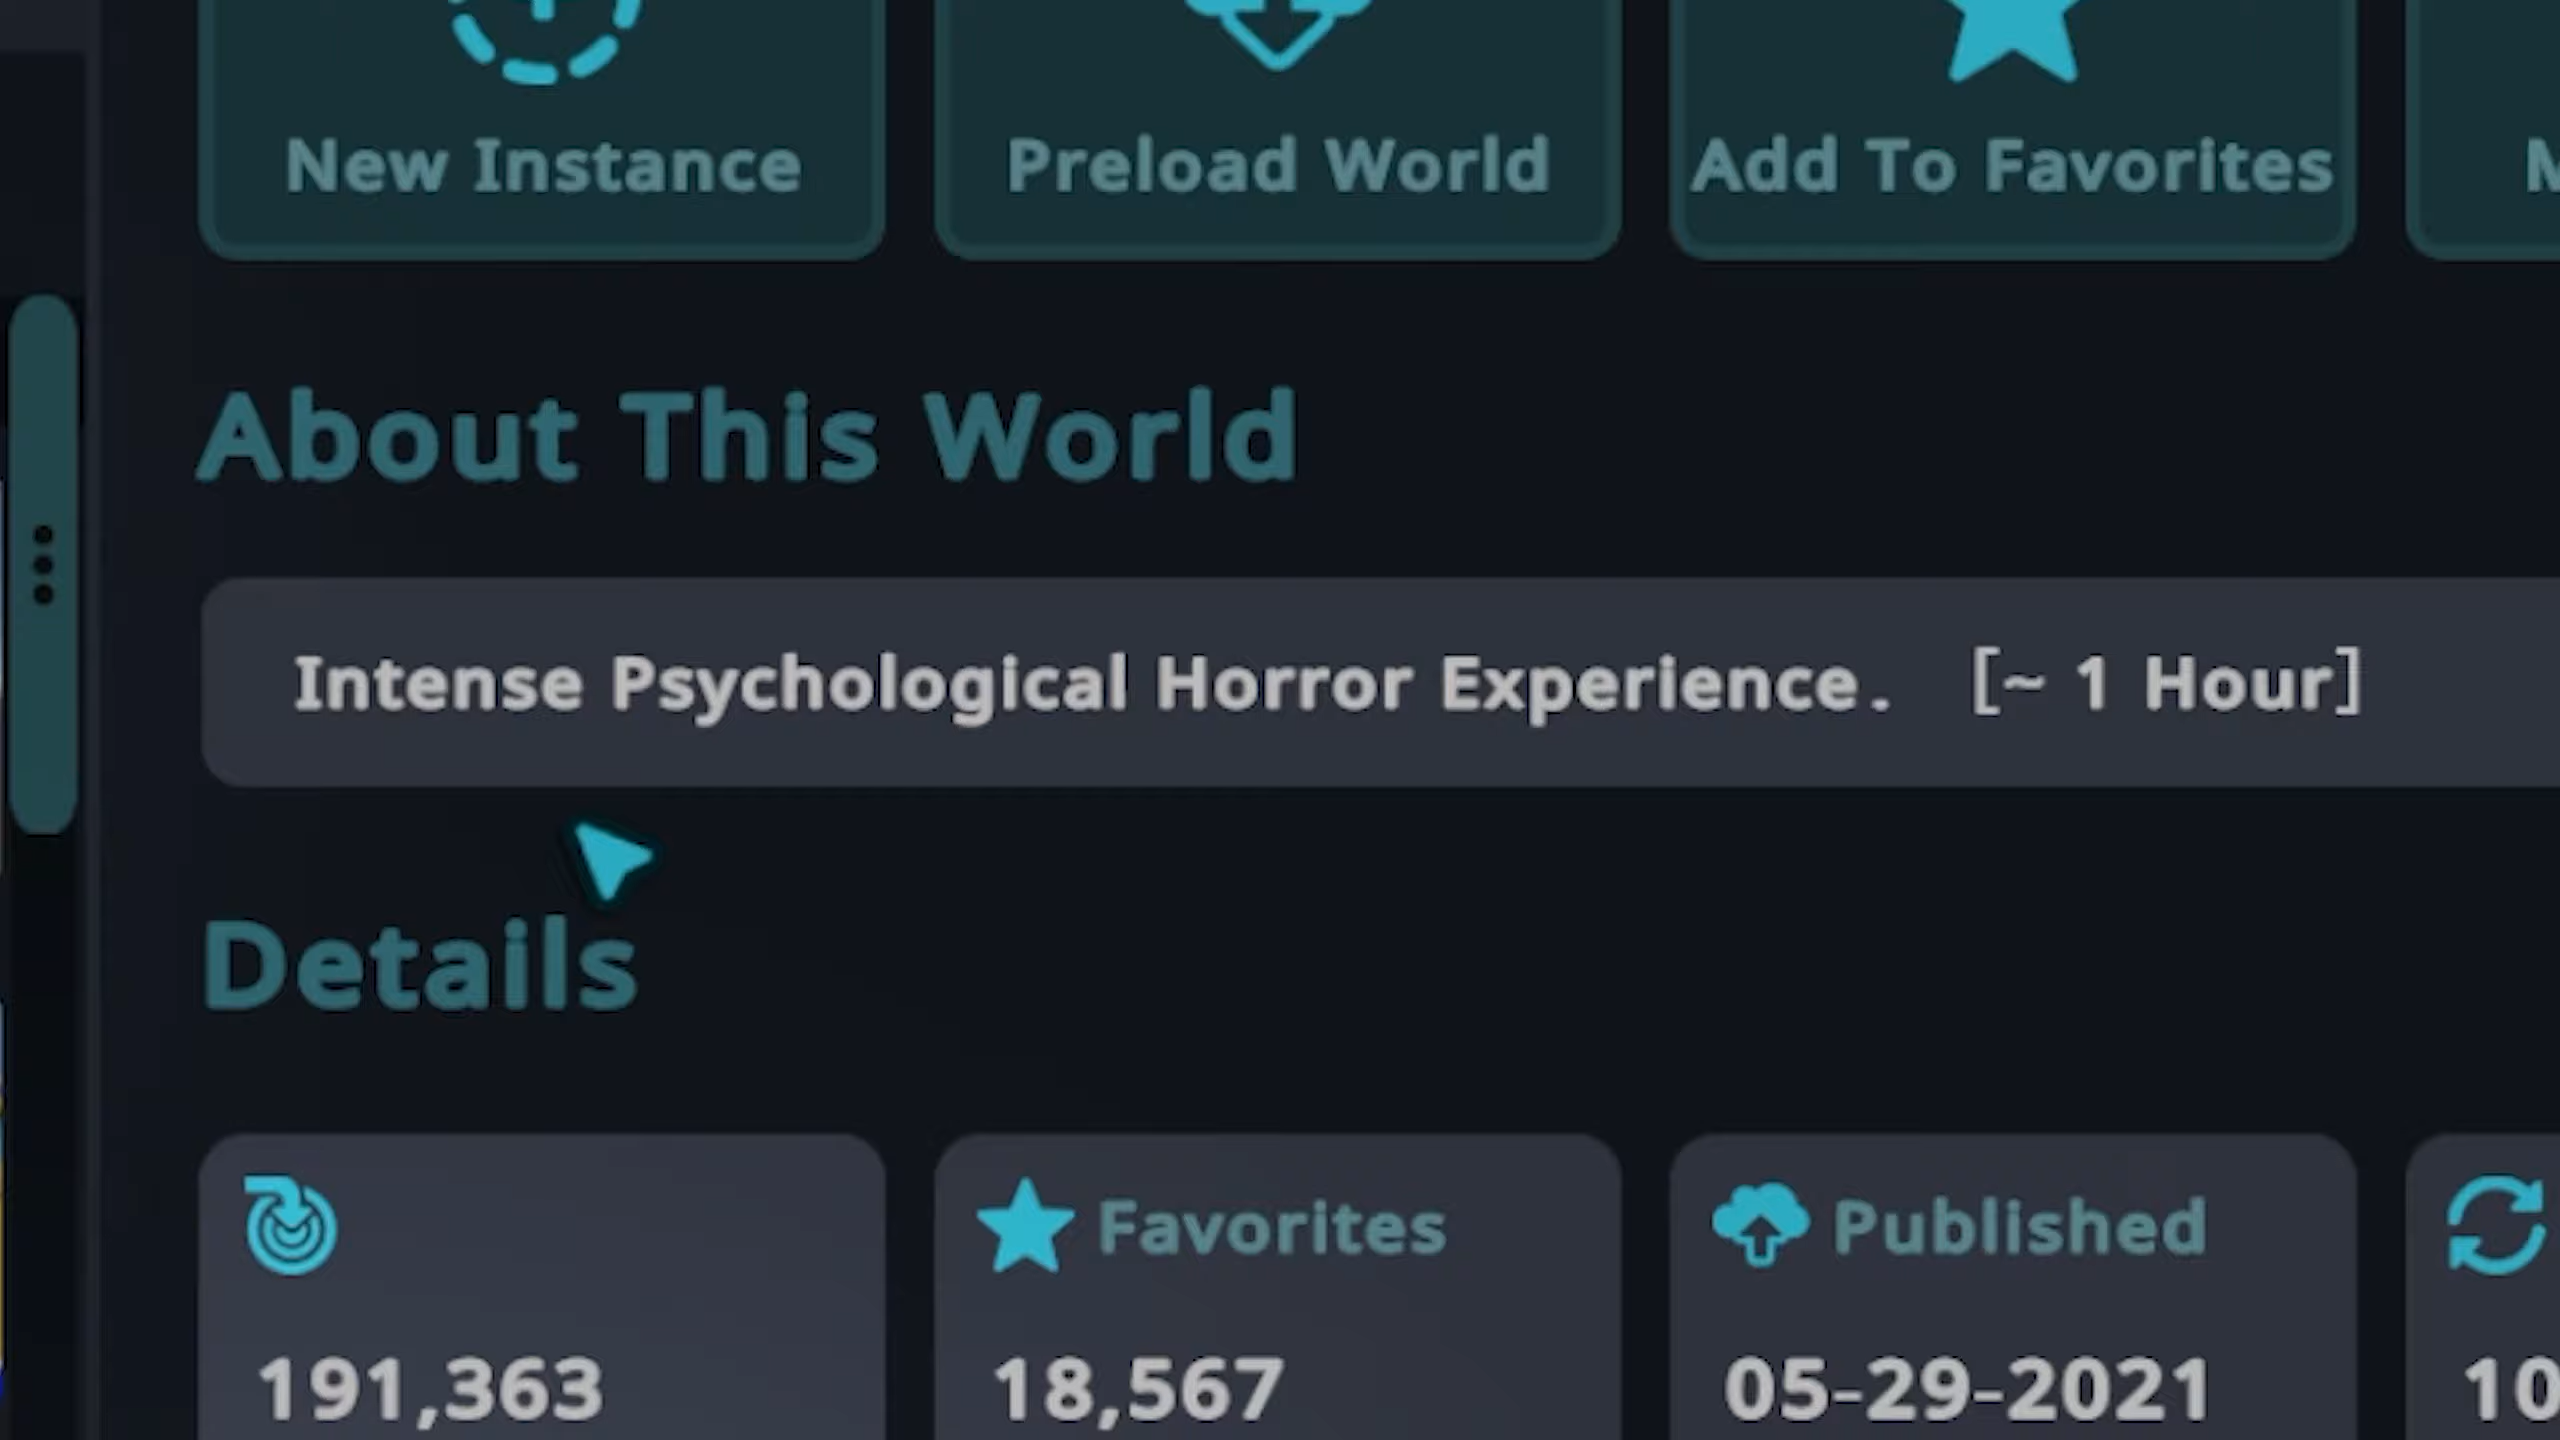 New Instance
Preload World
Add To Favorites
About This World
Intense Psychological Horror Experience. [~ 1 Hour]
Details
Favorites
Published
191,363
18,567
05-29-2021
10